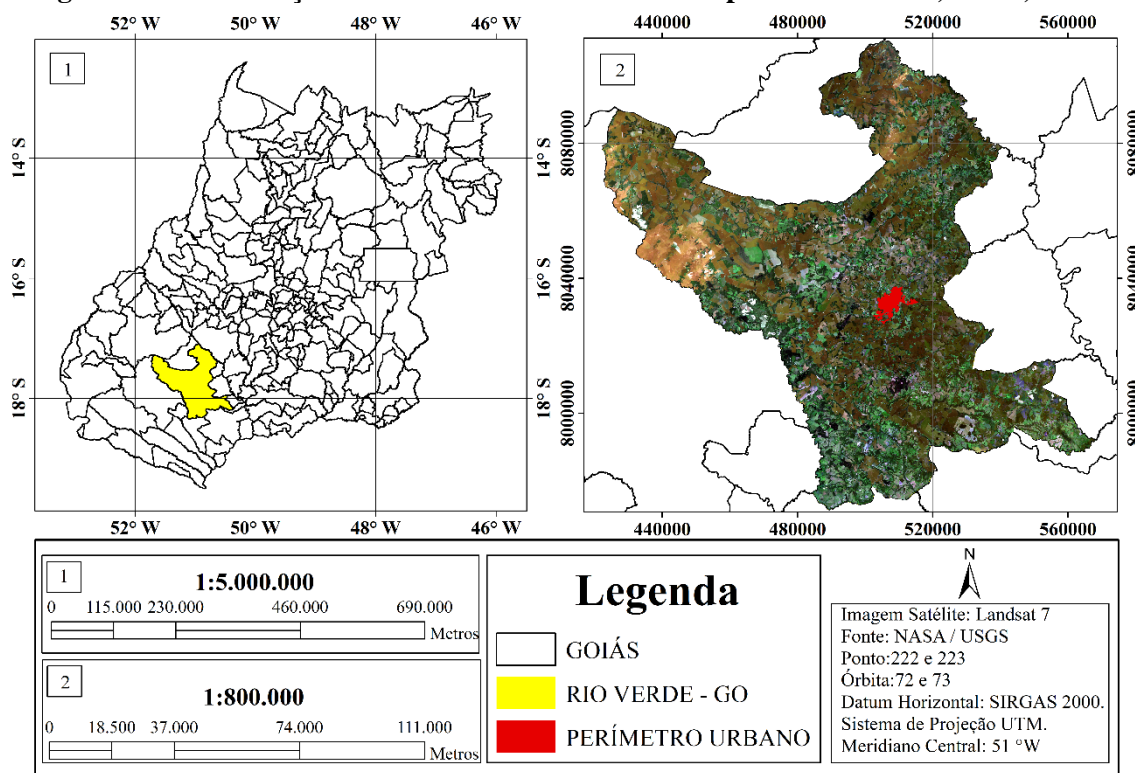 52° W 50° W 48° W 46° W
1
14° S
16° S
18° S
14° S
16° S
18° S
52° W 50° W 48° W 46° W
440000 480000 520000 560000
2
8080000
8040000
8000000
8080000
8040000
8000000
440000 480000 520000 560000
1
1:5.000.000
0 115.000 230.000 460.000 690.000
Metros
2
1:800.000
0 18.500 37.000 74.000 111.000
Metros
Legenda
GOIÁS
RIO VERDE - GO
PERÍMETRO URBANO
N
Imagem Satélite: Landsat 7
Fonte: NASA / USGS
Ponto:222 e 223
Órbita:72 e 73
Datum Horizontal: SIRGAS 2000.
Sistema de Projeção UTM.
Meridiano Central: 51 °W